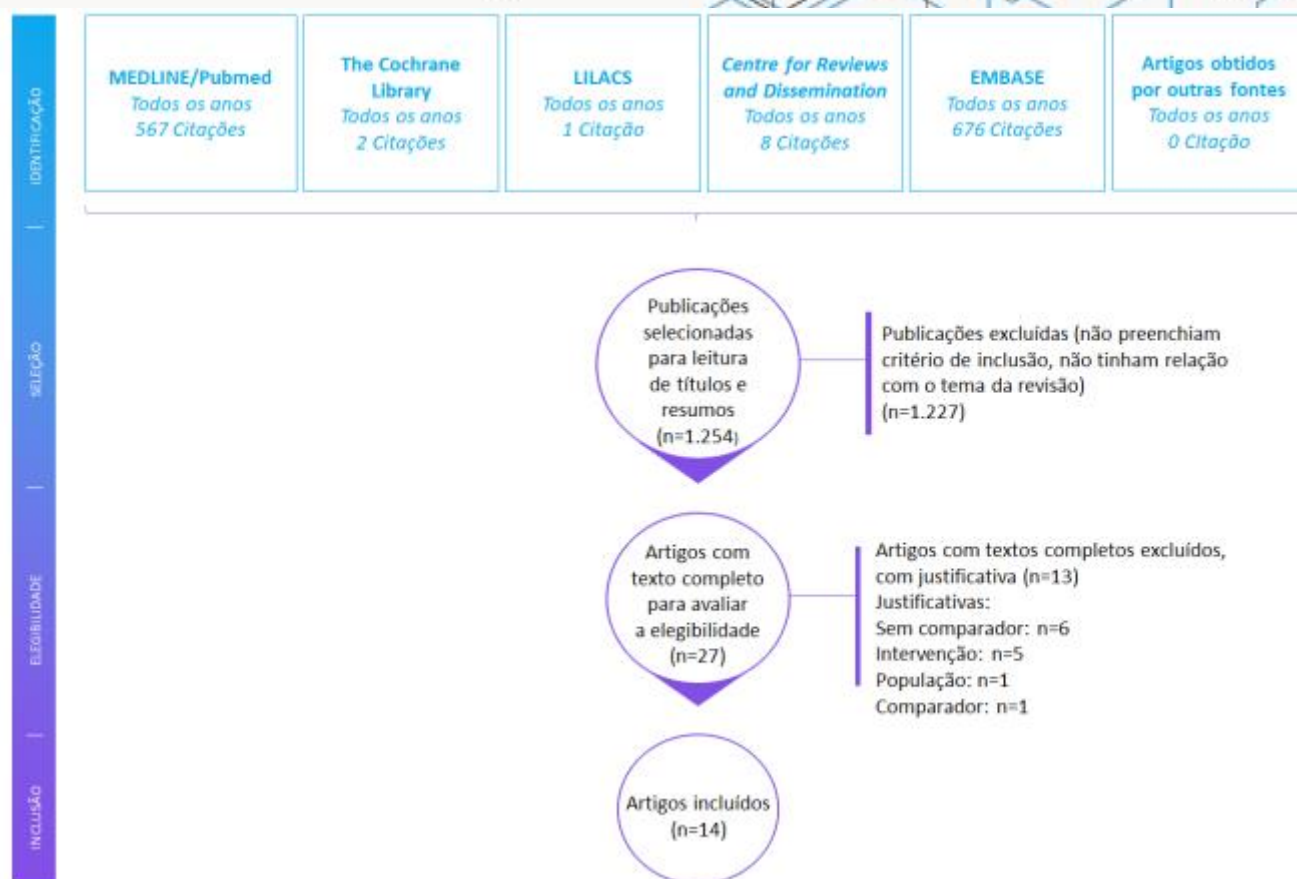 IDENTIFICAÇÃO
MEDLINE/Pubmed
Todos os anos
567 Citações
The Cochrane
Library
Todos os anos
2 Citações
LILACS
Todos os anos
1 Citação
Centre for Reviews
and Dissemination
Todos os anos
8 Citações
EMBASE
Todos os anos
676 Citações
Artigos obtidos
por outras fontes
Todos os anos
0 Citação
SELEÇÃO
Publicações
selecionadas
para leitura
de títulos e
resumos
(n=1.254)
Publicações excluídas (não preenchiam
critério de inclusão, não tinham relação
com o tema da revisão)
(n=1.227)
ELEGIBILIDADE
Artigos com
texto completo
para avaliar
a elegibilidade
(n=27)
Artigos com textos completos excluídos,
com justificativa (n=13)
Justificativas:
Sem comparador: n=6
Intervenção: n=5
População: n=1
Comparador: n=1
INCLUSÃO
Artigos incluídos
(n=14)